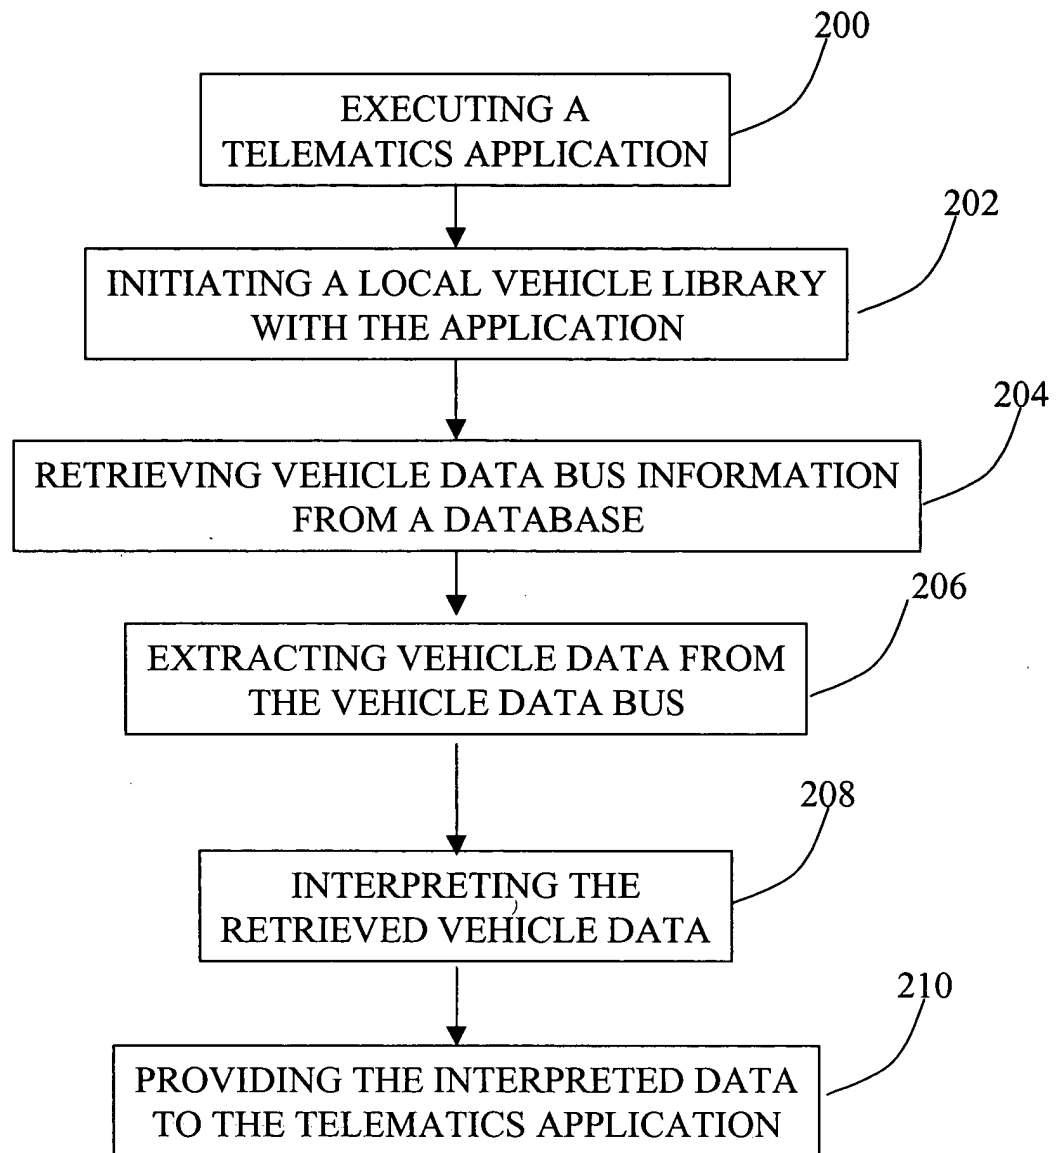 200
EXECUTING A
TELEMATICS APPLICATION
202
INITIATING A LOCAL VEHICLE LIBRARY
WITH THE APPLICATION
204
RETRIEVING VEHICLE DATA BUS INFORMATION
FROM A DATABASE
206
EXTRACTING VEHICLE DATA FROM
THE VEHICLE DATA BUS
208
INTERPRETING THE
RETRIEVED VEHICLE DATA
210
PROVIDING THE INTERPRETED DATA
TO THE TELEMATICS APPLICATION